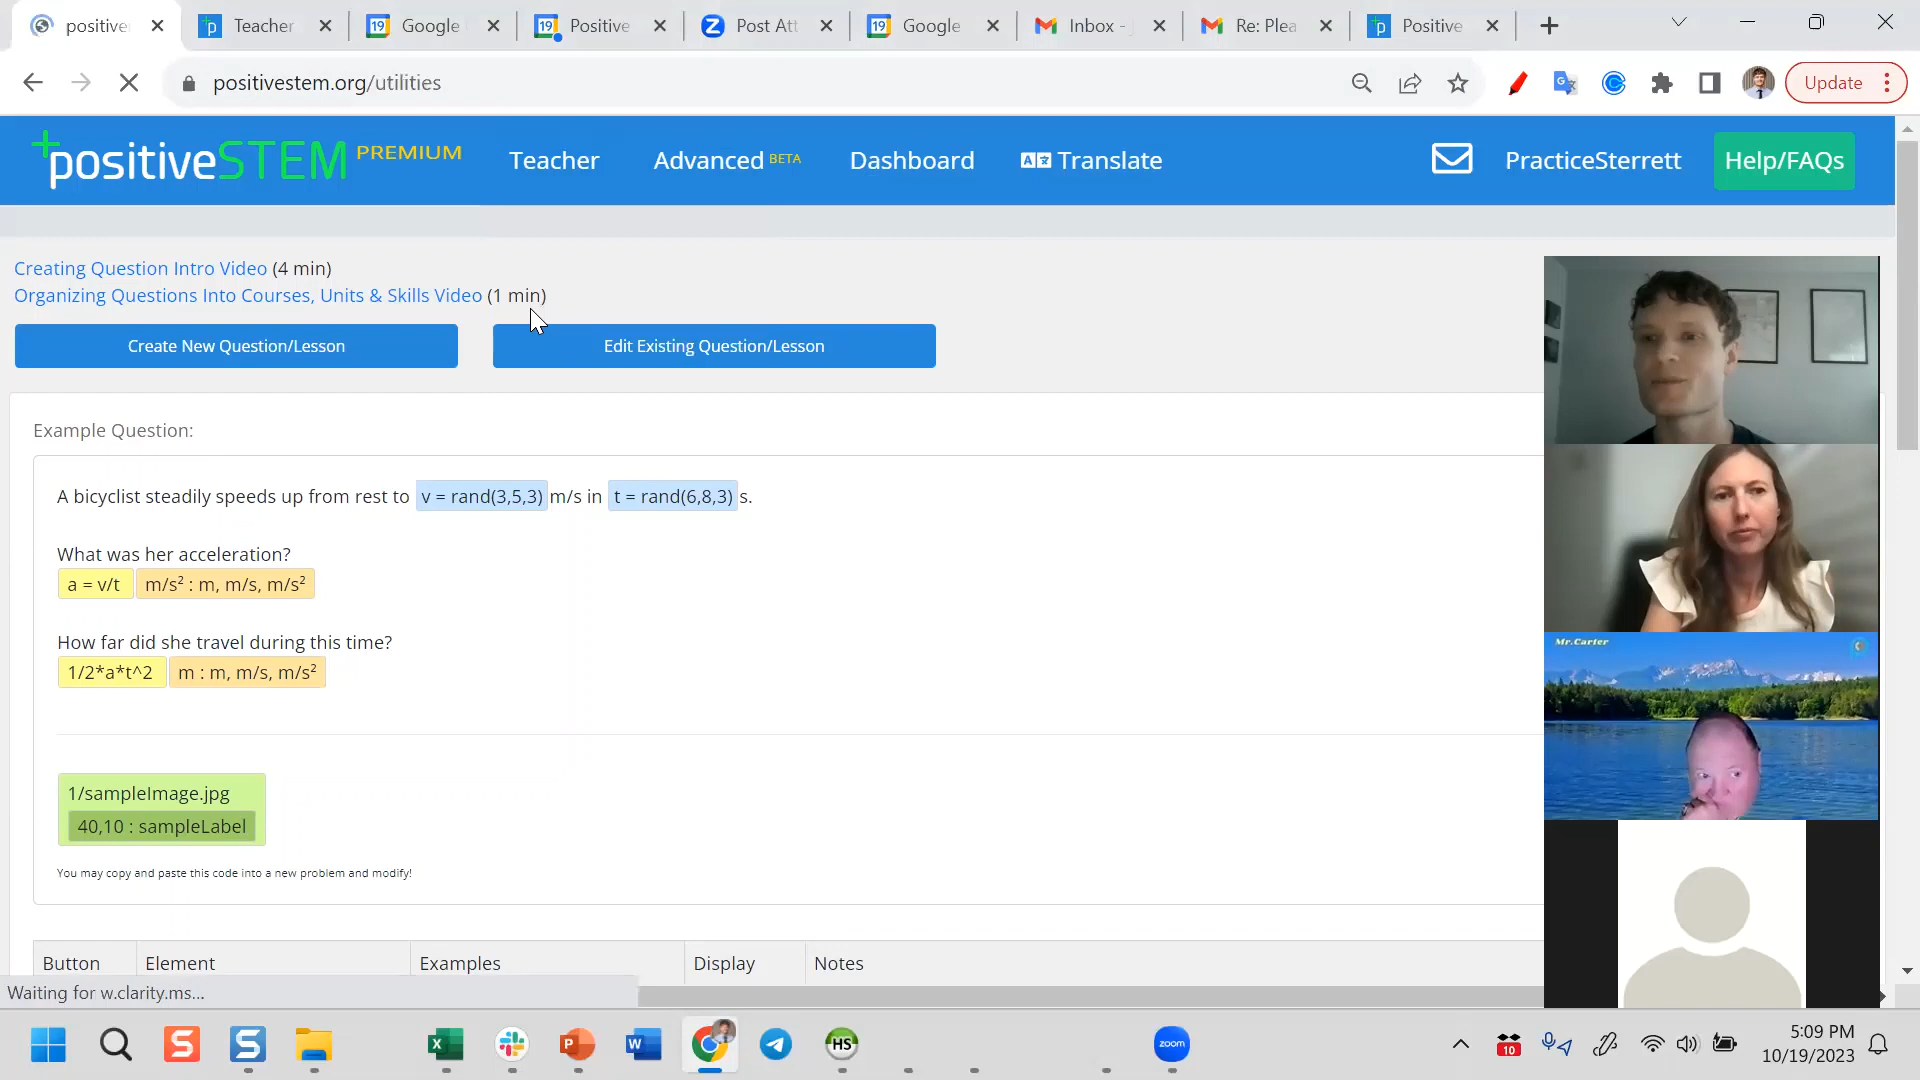 positive
Teacher
Google
Positive
Post Att
Google
Inbox -
Re: Plea
Positive
positivestem.org/utilities
Update
positiveSTEM PREMIUM
Teacher
Advanced BETA
Dashboard
Translate
PracticeSterrett
Help/FAQs
Creating Question Intro Video (4 min)
Organizing Questions Into Courses, Units & Skills Video (1 min)
Create New Question/Lesson
Edit Existing Question/Lesson
Example Question:
A bicyclist steadily speeds up from rest to v = rand(3,5,3) m/s in t = rand(6,8,3) s.
What was her acceleration?
a = v/t m/s² : m, m/s, m/s²
How far did she travel during this time?
1/2*a*t^2 m : m, m/s, m/s²
1/sampleImage.jpg
40,10 : sampleLabel
You may copy and paste this code into a new problem and modify!
Button Element Examples Display Notes
Waiting for w.clarity.ms...
Mr.Carter
zoom
HS
10
5:09 PM
10/19/2023